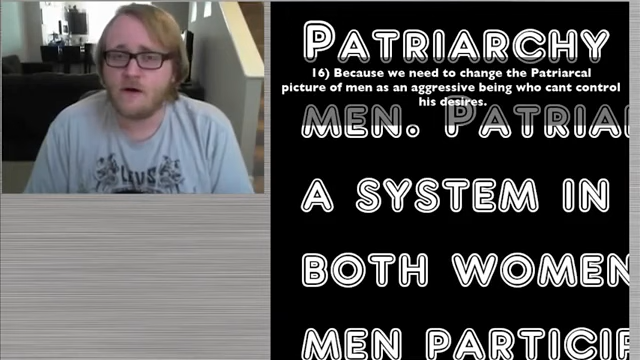 PATRIARCHY
16) Because we need to change the Patriarcal
picture of men as an aggressive being who cant control
his desires.
MEN. PATRIA
A SYSTEM IN
BOTH WOMEN
MEN PARTICIP
LEVS